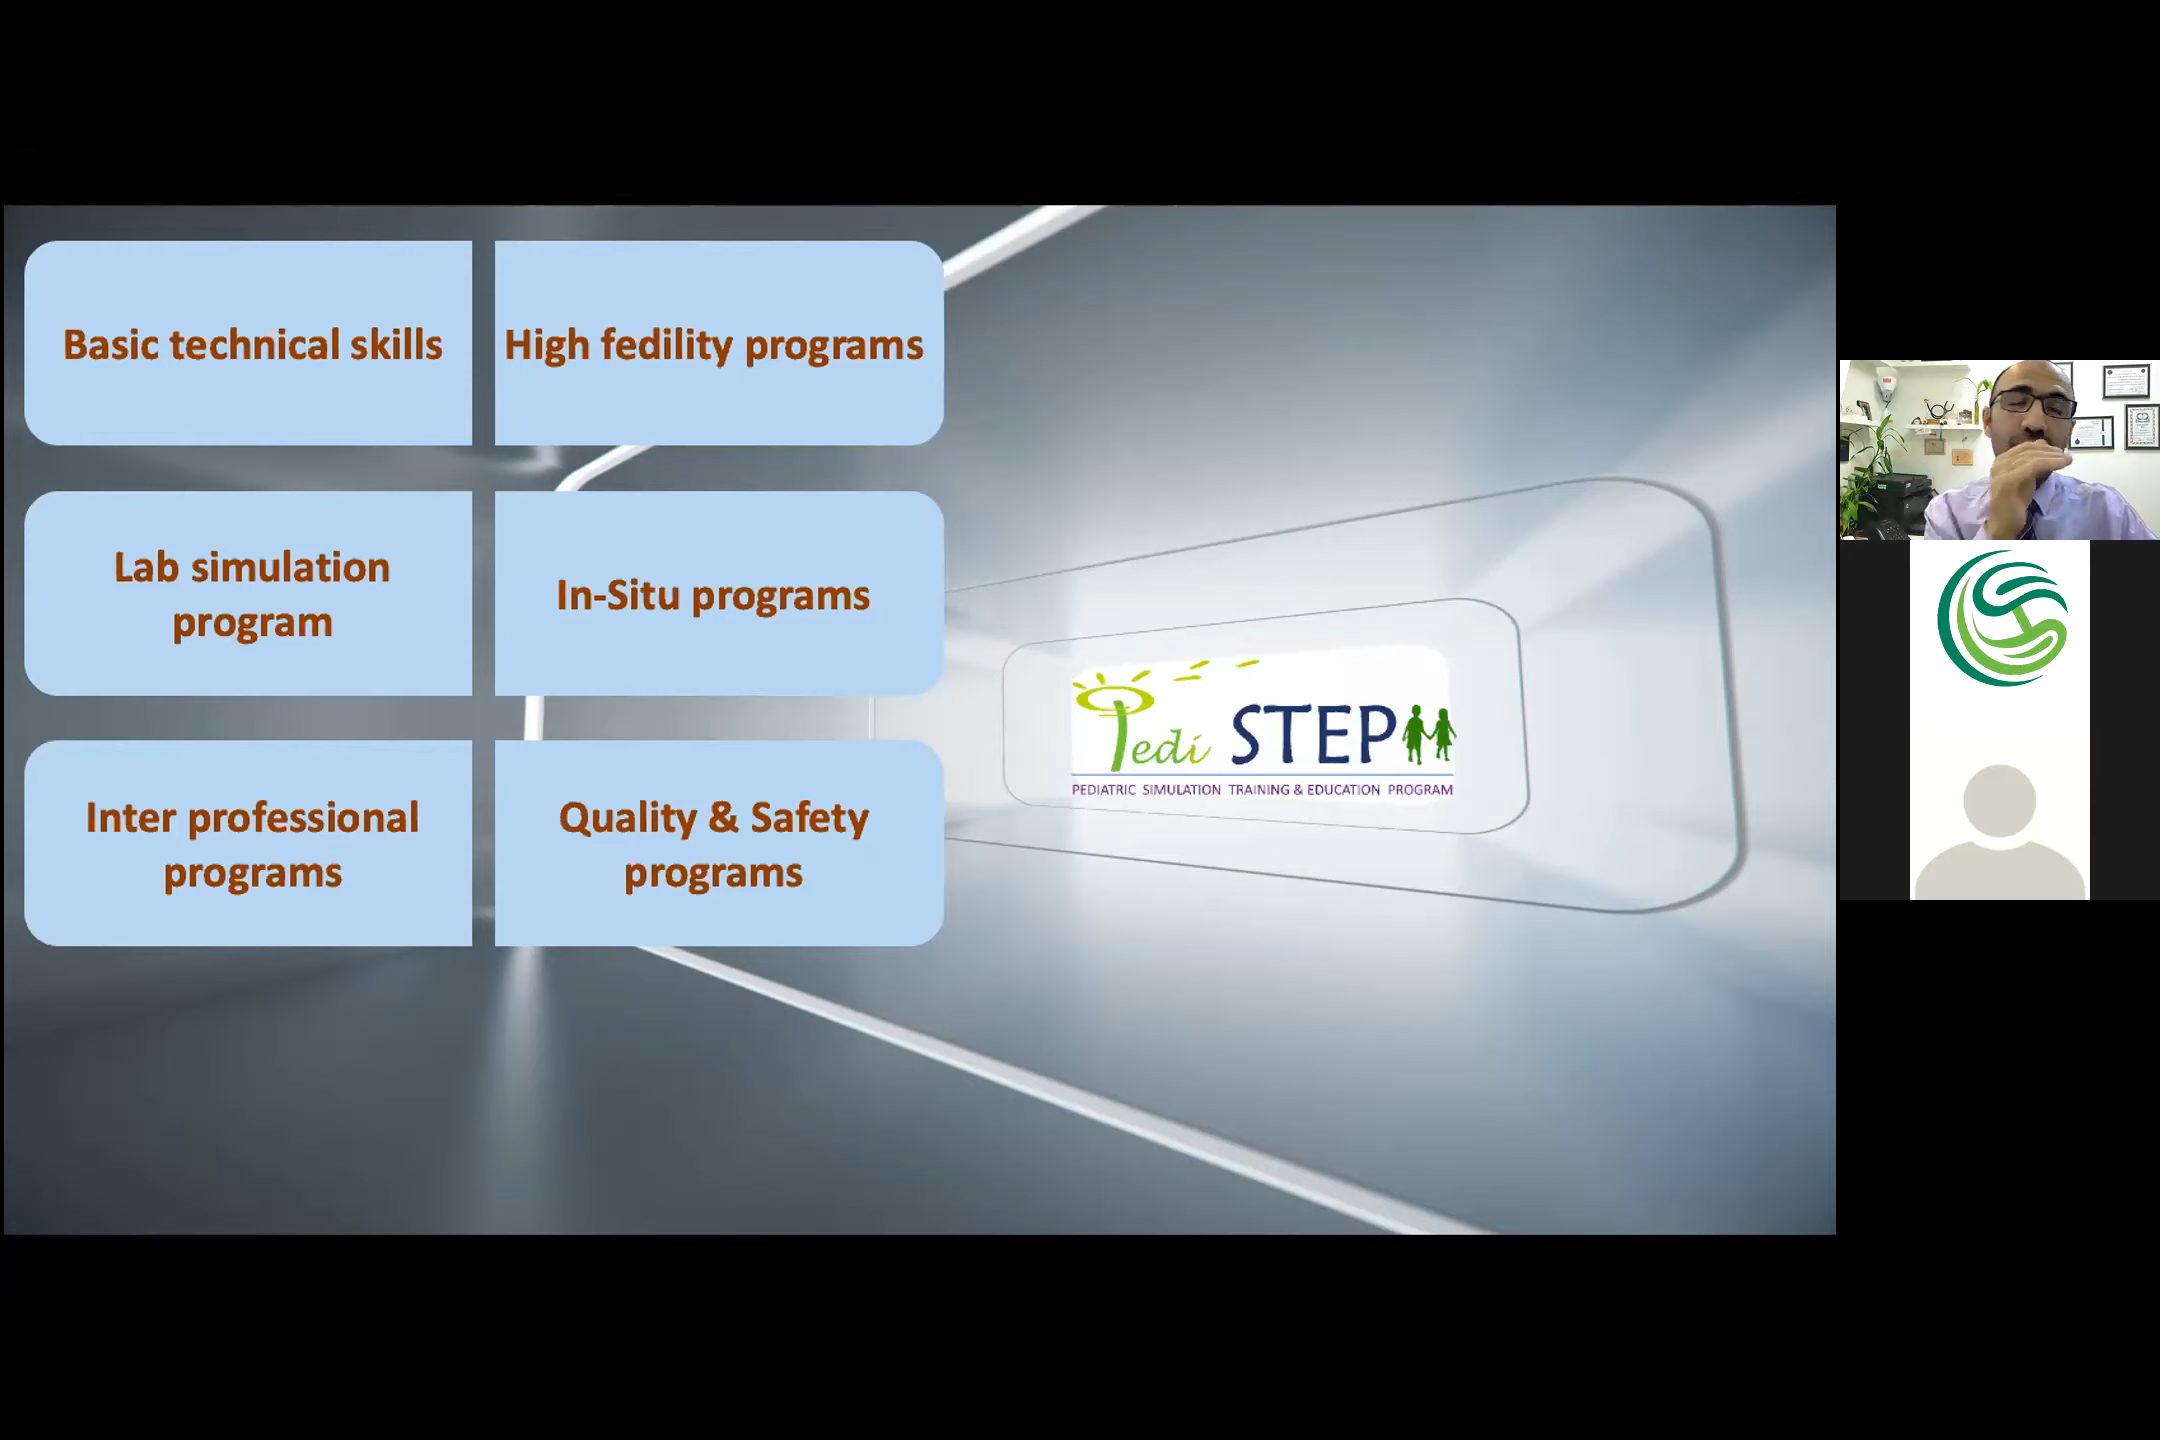 Basic technical skills
High fedility programs
Lab simulation
program
In-Situ programs
Inter professional
programs
Quality & Safety
programs
Pedi STEP
PEDIATRIC SIMULATION TRAINING & EDUCATION PROGRAM